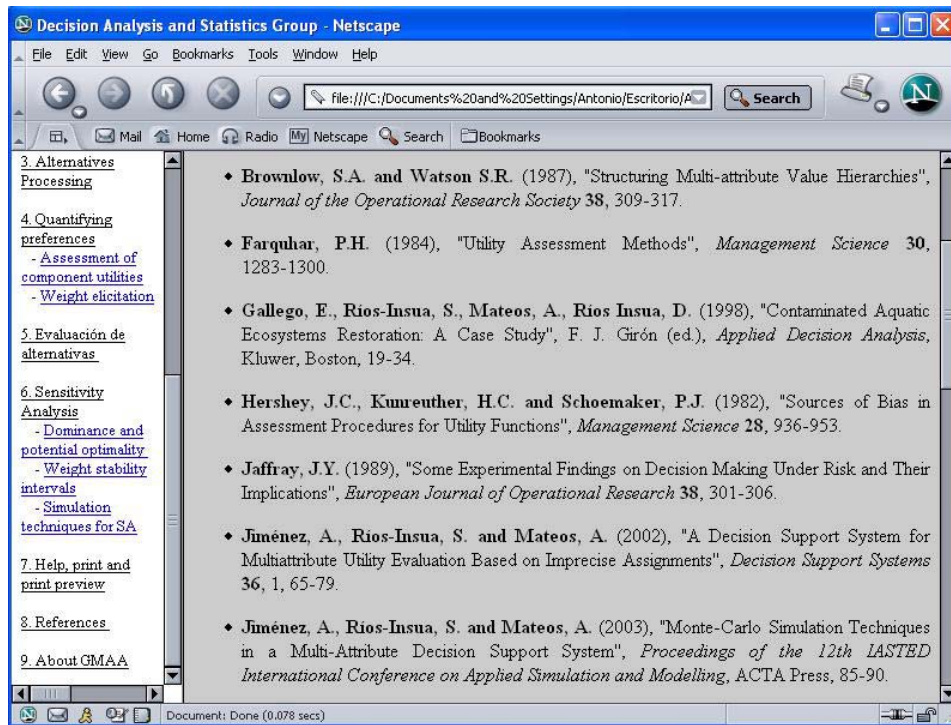 Decision Analysis and Statistics Group - Netscape
File Edit View Go Bookmarks Tools Window Help
file:///C:/Documents%20and%20Settings/Antonio/Escritorio/A
Search
Mail Home Radio My Netscape Search Bookmarks
3. Alternatives
Processing
4. Quantifying
preferences
- Assessment of
component utilities
- Weight elicitation
5. Evaluación de
alternativas
6. Sensitivity
Analysis
- Dominance and
potential optimality
- Weight stability
intervals
- Simulation
techniques for SA
7. Help, print and
print preview
8. References
9. About GMAA
Brownlow, S.A. and Watson S.R. (1987), "Structuring Multi-attribute Value Hierarchies",
Journal of the Operational Research Society 38, 309-317.
Farquhar, P.H. (1984), "Utility Assessment Methods", Management Science 30,
1283-1300.
Gallego, E., Ríos-Insua, S., Mateos, A., Ríos Insua, D. (1998), "Contaminated Aquatic
Ecosystems Restoration: A Case Study", F. J. Girón (ed.), Applied Decision Analysis,
Kluwer, Boston, 19-34.
Hershey, J.C., Kunreuther, H.C. and Schoemaker, P.J. (1982), "Sources of Bias in
Assessment Procedures for Utility Functions", Management Science 28, 936-953.
Jaffray, J.Y. (1989), "Some Experimental Findings on Decision Making Under Risk and Their
Implications", European Journal of Operational Research 38, 301-306.
Jiménez, A., Ríos-Insua, S. and Mateos, A. (2002), "A Decision Support System for
Multiattribute Utility Evaluation Based on Imprecise Assignments", Decision Support Systems
36, 1, 65-79.
Jiménez, A., Ríos-Insua, S. and Mateos, A. (2003), "Monte-Carlo Simulation Techniques
in a Multi-Attribute Decision Support System", Proceedings of the 12th IASTED
International Conference on Applied Simulation and Modelling, ACTA Press, 85-90.
Document: Done (0.078 secs)